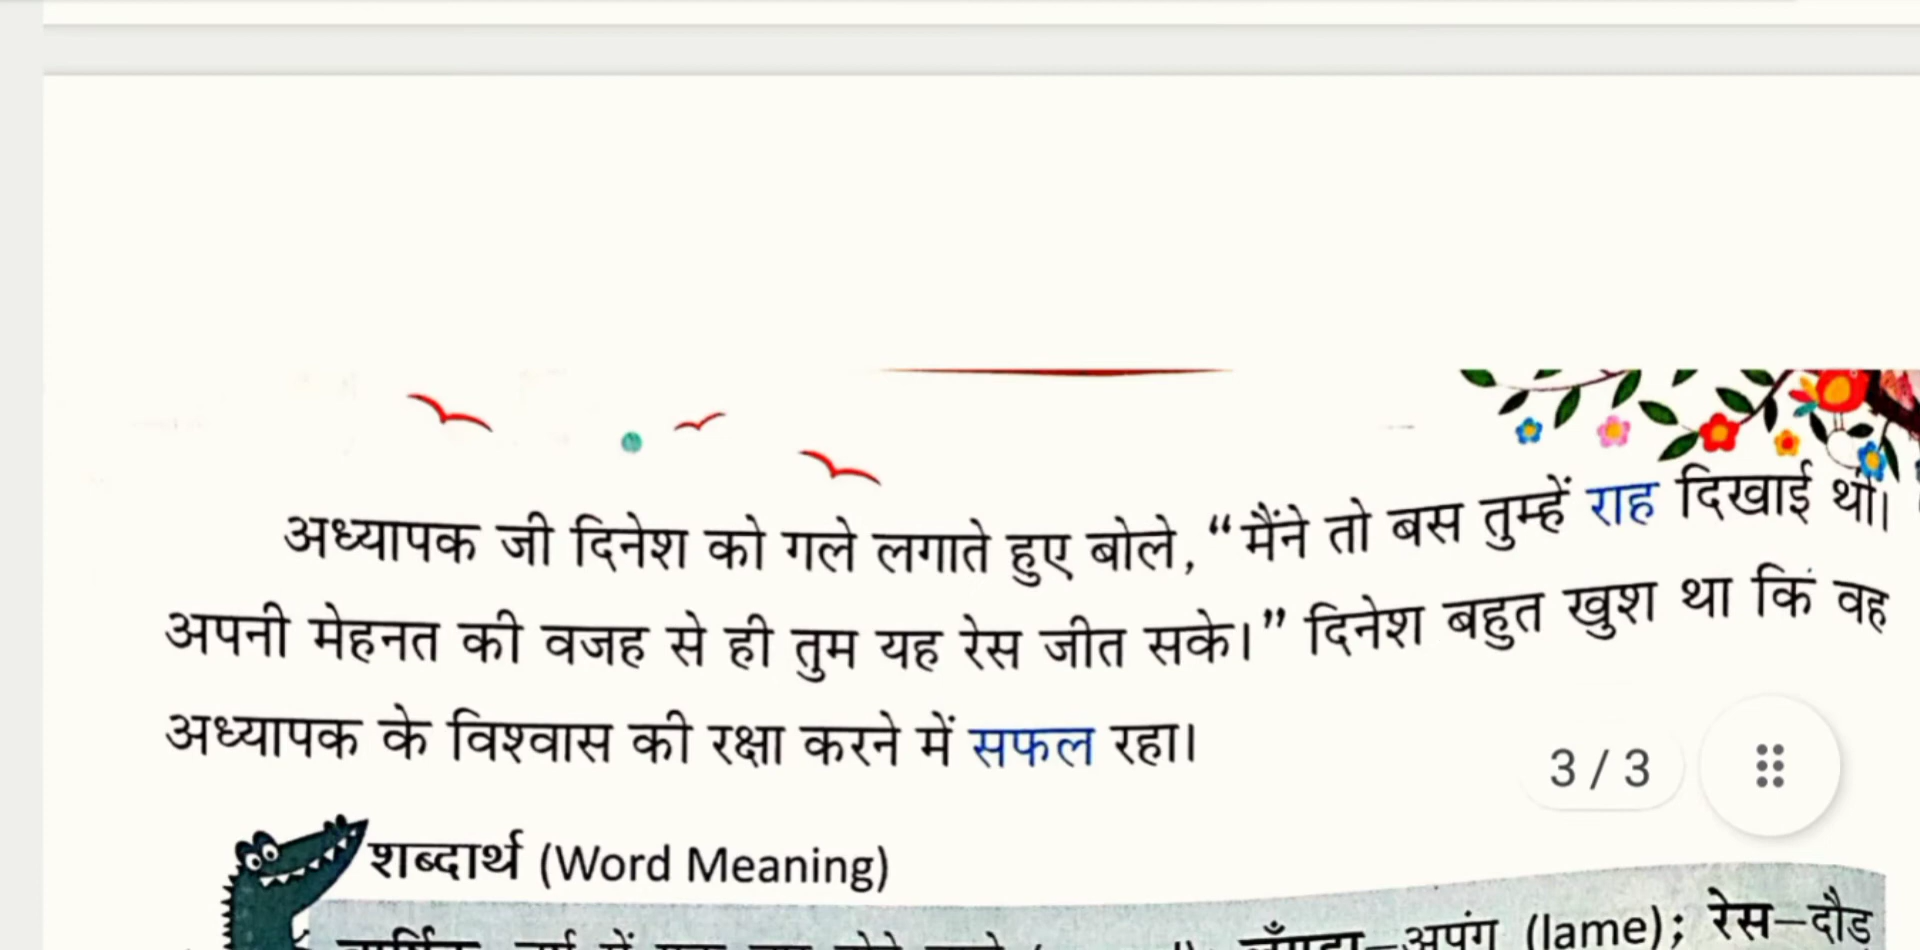 अध्यापक जी दिनेश को गले लगाते हुए बोले, “मैंने तो बस तुम्हें राह दिखाई थी।
अपनी मेहनत की वजह से ही तुम यह रेस जीत सके।” दिनेश बहुत खुश था कि वह
अध्यापक के विश्वास की रक्षा करने में सफल रहा।
3 / 3
शब्दार्थ (Word Meaning)
अपंग (lame); रेस–दौड़